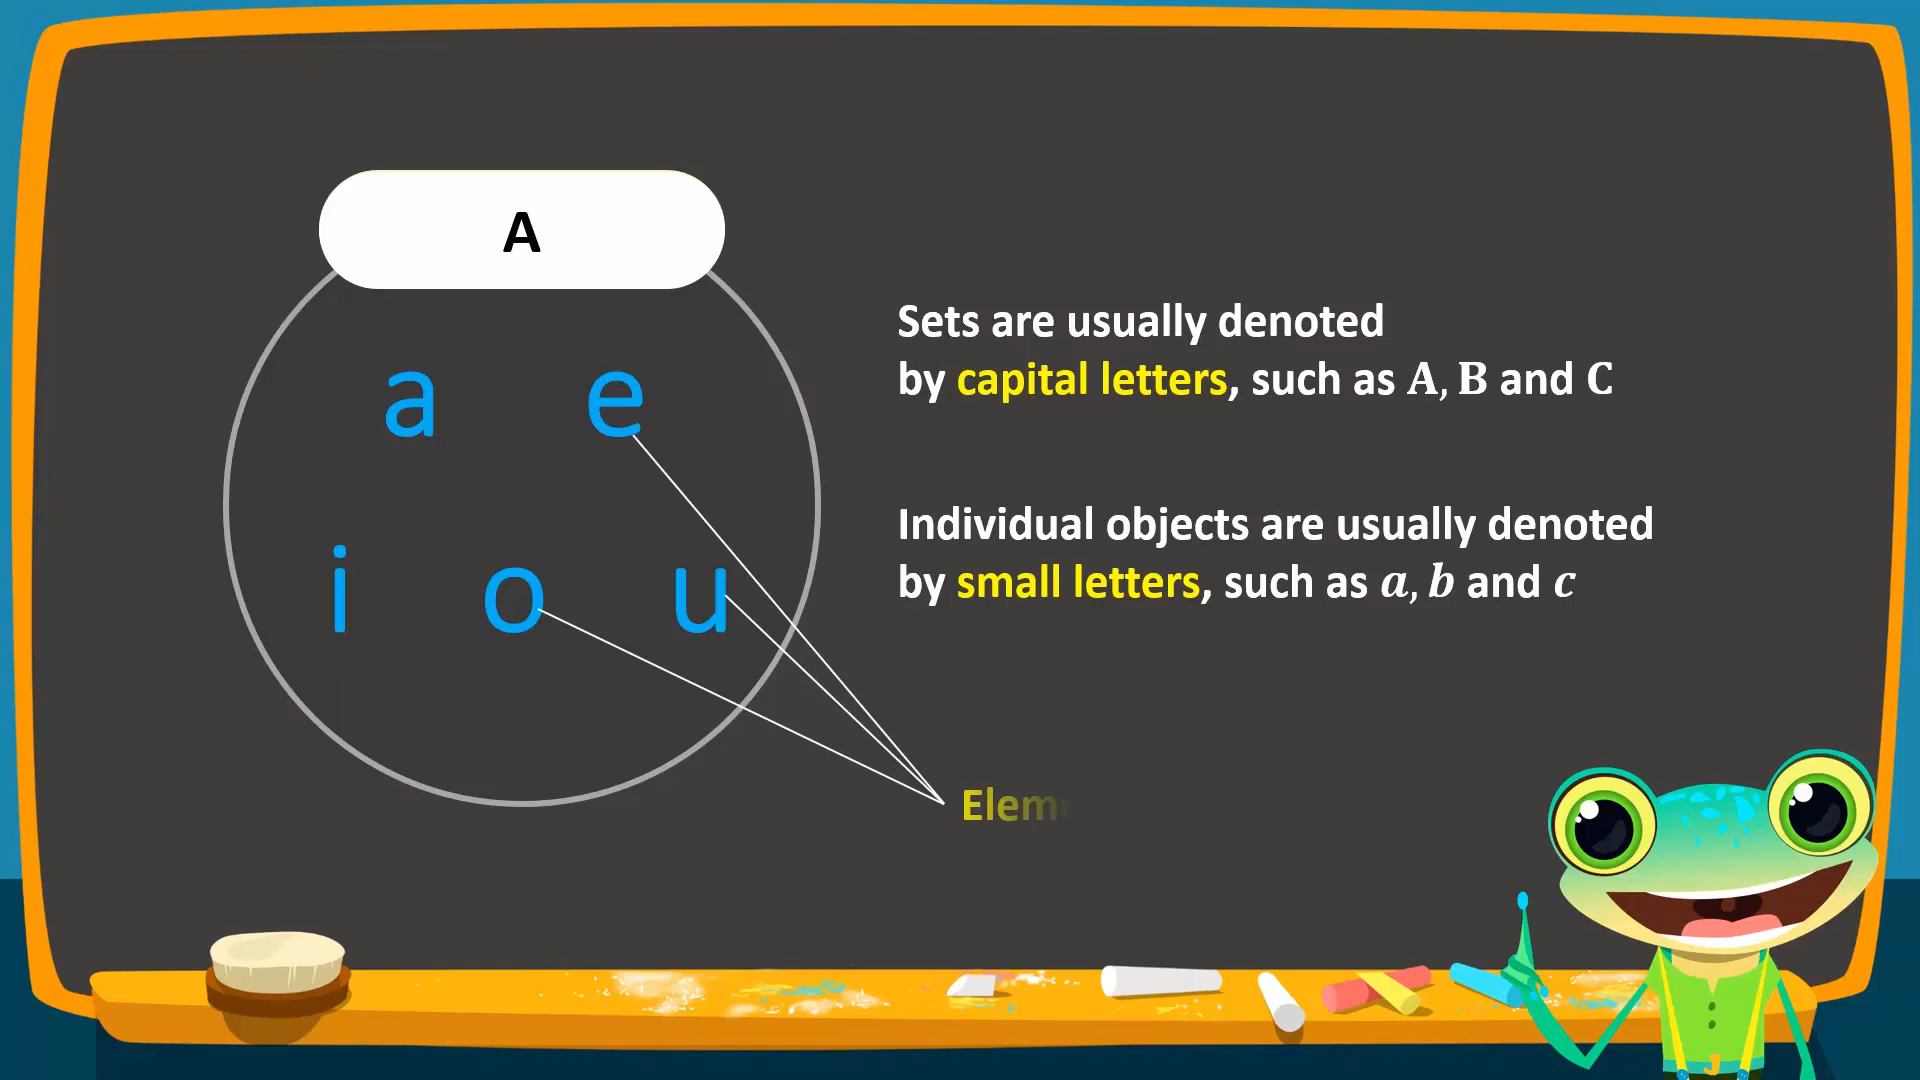 A
a e
i o u
Sets are usually denoted
by capital letters, such as A, B and C
Individual objects are usually denoted
by small letters, such as a, b and c
Elem